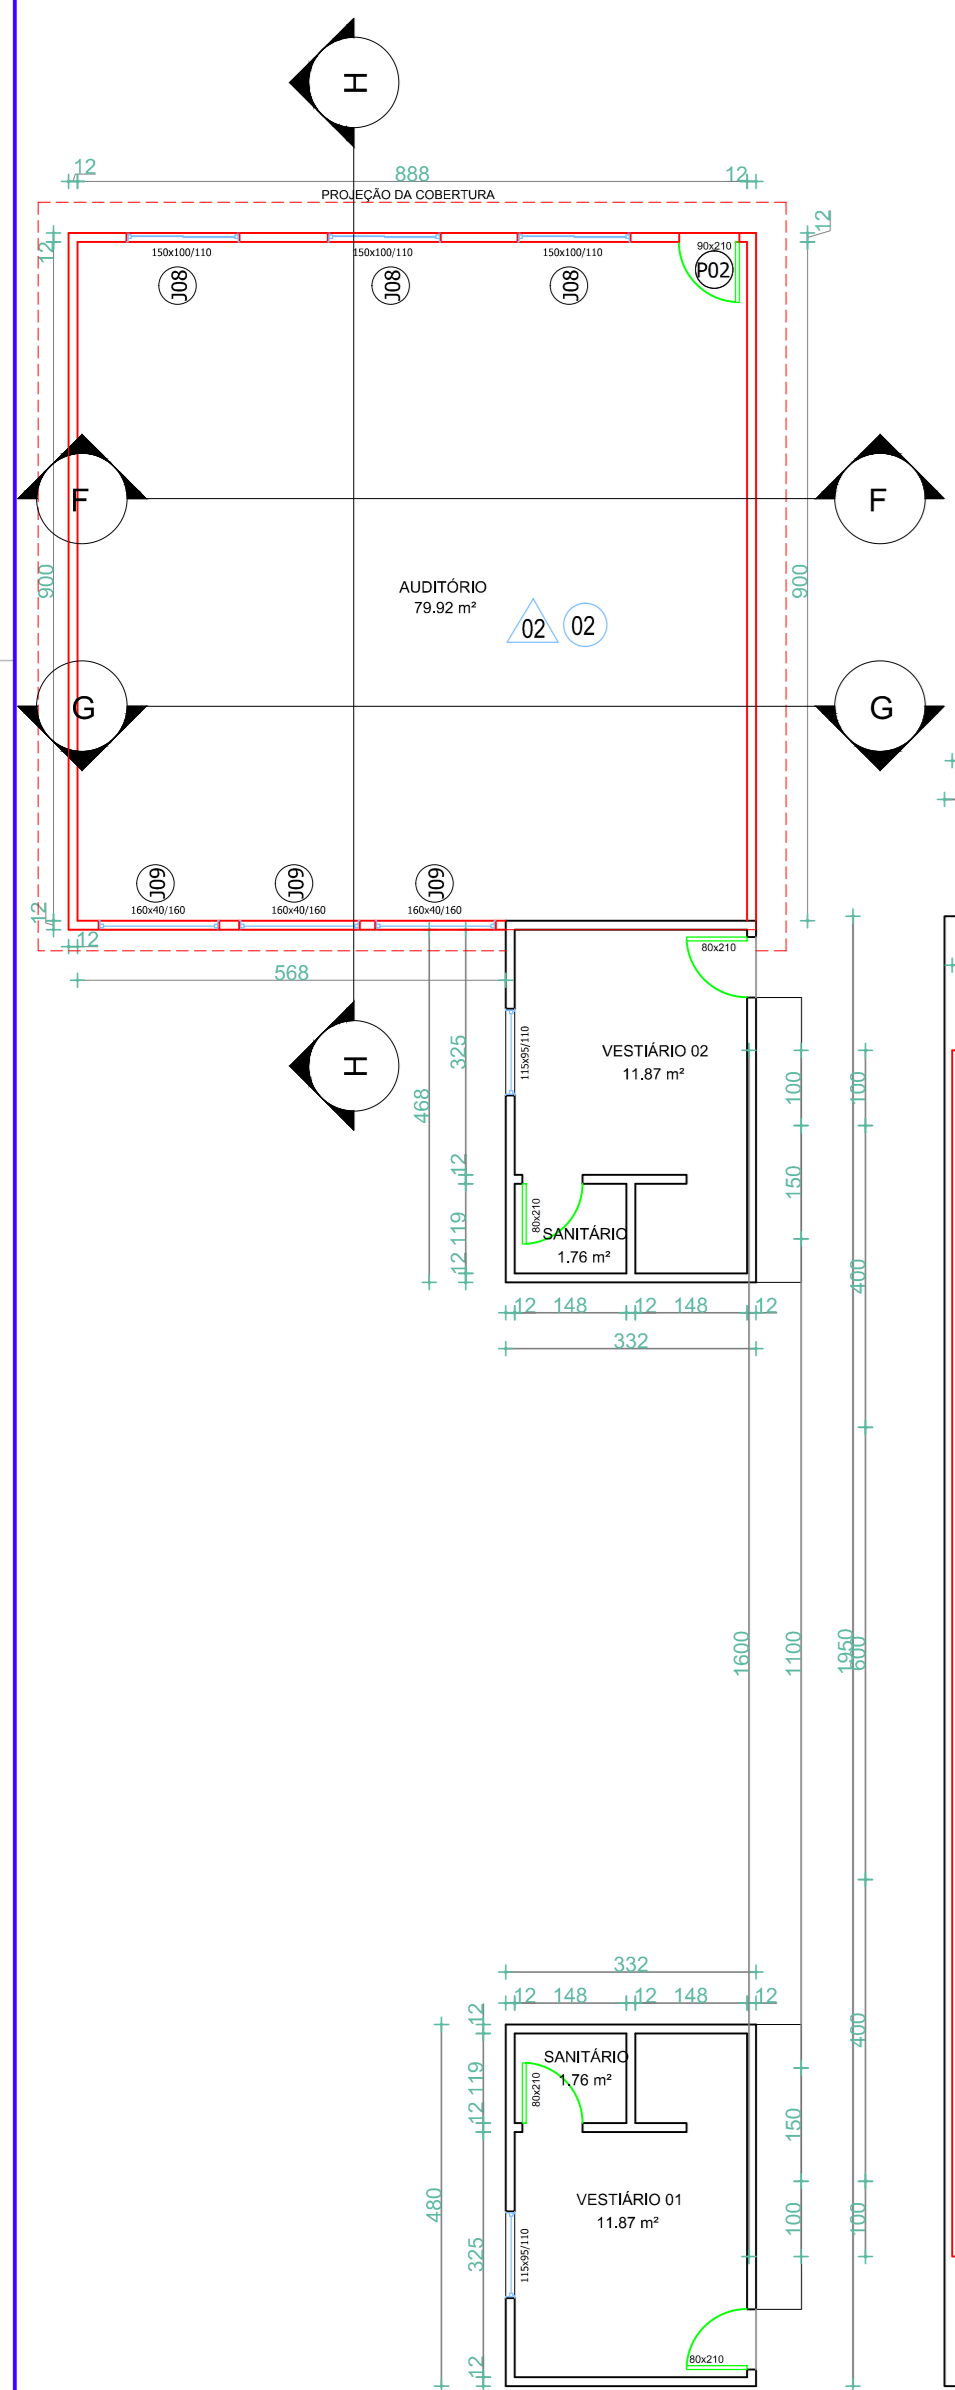 H
12
888
12
PROJEÇÃO DA COBERTURA
12
12
150x100/110
150x100/110
150x100/110
90x210
J08
J08
J08
P02
F
F
900
900
AUDITÓRIO
79.92 m²
02
02
G
G
J09
J09
J09
160x40/160
160x40/160
160x40/160
12
12
80x210
568
H
325
115x95/110
VESTIÁRIO 02
11.87 m²
468
100
100
12
150
80x210
119
SANITÁRIO
1.76 m²
12
400
12
148
12
148
12
332
1600
1100
1950
600
332
12
148
12
148
12
12
SANITÁRIO
1.76 m²
400
119
80x210
12
150
VESTIÁRIO 01
11.87 m²
480
100
100
325
115x95/110
80x210
12